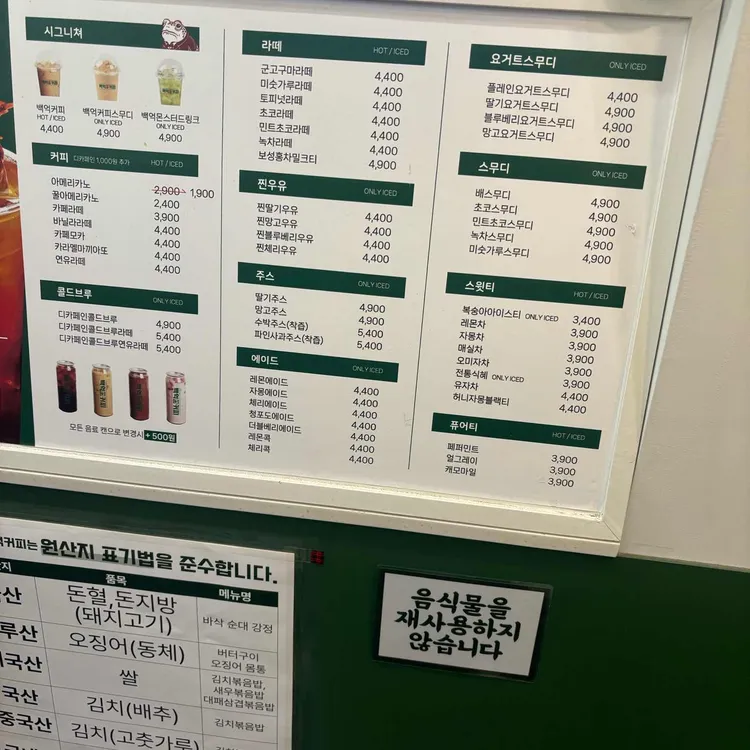 시그니쳐
백억커피
HOT / ICED
4,400
백억커피스무디
ONLY ICED
4,900
백억몬스터드링크
ONLY ICED
4,900
커피 디카페인 1,000원 추가 HOT / ICED
아메리카노 2,900 1,900
꿀아메리카노 2,400
카페라떼 3,900
바닐라라떼 4,400
카페모카 4,400
카라멜마끼아또 4,400
연유라떼 4,400
콜드브루 ONLY ICED
디카페인콜드브루 4,900
디카페인콜드브루라떼 5,400
디카페인콜드브루연유라떼 5,400
모든 음료 캔으로 변경시 + 500원
라떼 HOT / ICED
군고구마라떼 4,400
미숫가루라떼 4,400
토피넛라떼 4,400
초코라떼 4,400
민트초코라떼 4,400
녹차라떼 4,400
보성홍차밀크티 4,900
찐우유 ONLY ICED
찐딸기우유 4,400
찐망고우유 4,400
찐블루베리우유 4,400
찐체리우유 4,400
주스 ONLY ICED
딸기주스 4,900
망고주스 4,900
수박주스(착즙) 5,400
파인사과주스(착즙) 5,400
에이드 ONLY ICED
레몬에이드 4,400
자몽에이드 4,400
체리에이드 4,400
청포도에이드 4,400
더블베리에이드 4,400
레몬콕 4,400
체리콕 4,400
요거트스무디 ONLY ICED
플레인요거트스무디 4,400
딸기요거트스무디 4,900
블루베리요거트스무디 4,900
망고요거트스무디 4,900
스무디 ONLY ICED
배스무디 4,900
초코스무디 4,900
민트초코스무디 4,900
녹차스무디 4,900
미숫가루스무디 4,900
스윗티 HOT / ICED
복숭아아이스티 ONLY ICED 3,400
레몬차 3,900
자몽차 3,900
매실차 3,900
오미자차 3,900
전통식혜 ONLY ICED 3,900
유자차 4,400
허니자몽블랙티 4,400
퓨어티 HOT / ICED
페퍼민트 3,900
얼그레이 3,900
캐모마일 3,900
억커피는 원산지 표기법을 준수합니다.
품목 메뉴명
돈혈,돈지방
(돼지고기)
바삭 순대 강정
루산 오징어(동체)
버터구이
오징어 몸통
국산 쌀
김치볶음밥,
새우볶음밥
대패삼겹볶음밥
국산 김치(배추)
김치볶음밥
중국산 김치(고춧가루)
음식물을
재사용하지
않습니다